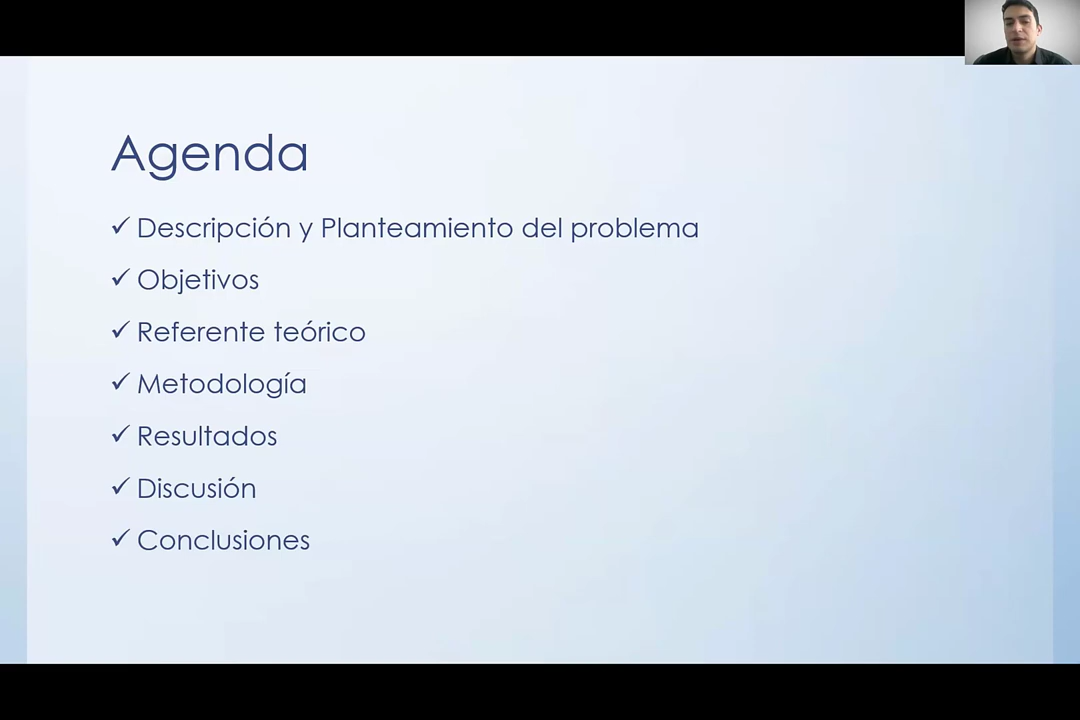 Agenda
✓ Descripción y Planteamiento del problema
✓ Objetivos
✓ Referente teórico
✓ Metodología
✓ Resultados
✓ Discusión
✓ Conclusiones